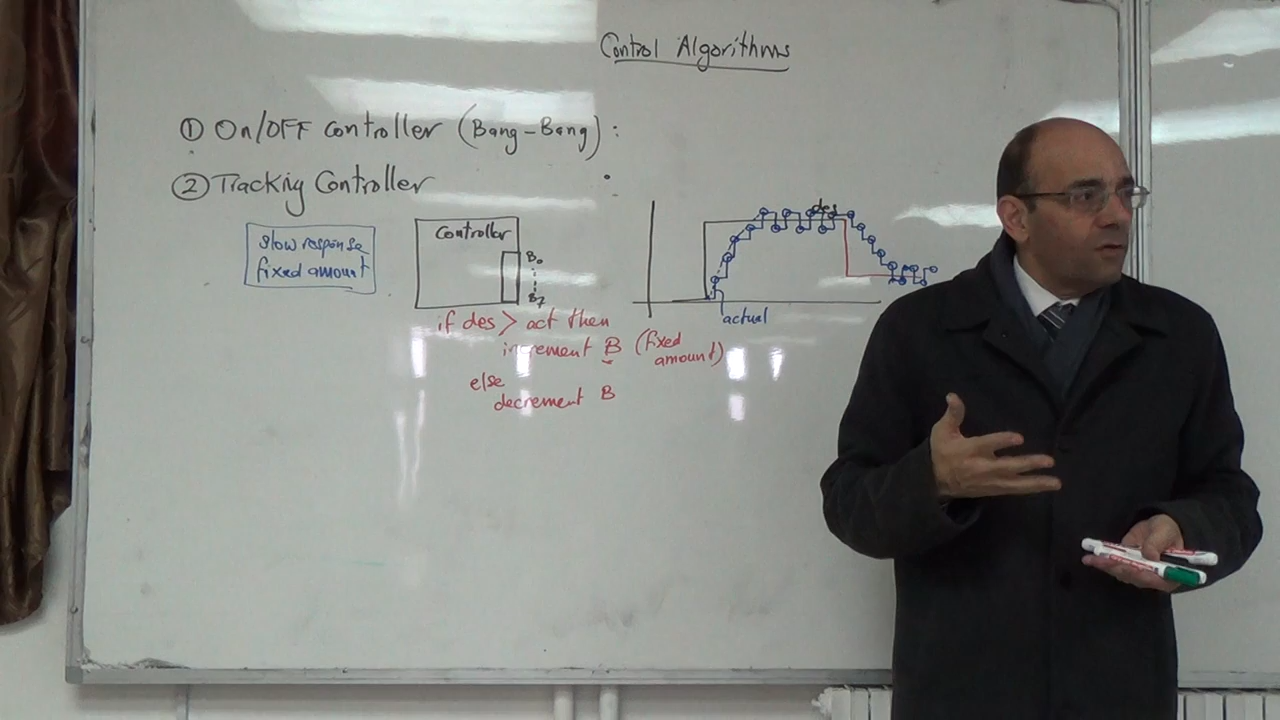 Control Algorithms
① On/OFF Controller (Bang-Bang) :
② Tracking Controller :
slow response
fixed amount
Controller
B₀
B₇
des
actual
if des > act then
increment B (fixed
amount)
else
decrement B